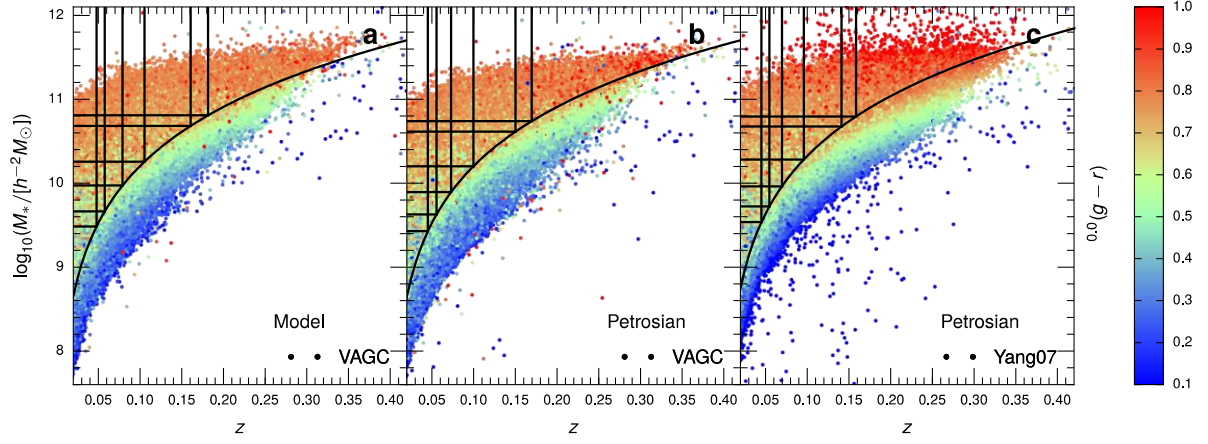 a b c
12
11
10
9
8
log₁₀(M*/[h⁻²M⊙])
Model Petrosian Petrosian
VAGC VAGC Yang07
0.05 0.10 0.15 0.20 0.25 0.30 0.35 0.40 0.05 0.10 0.15 0.20 0.25 0.30 0.35 0.40 0.05 0.10 0.15 0.20 0.25 0.30 0.35 0.40
z z z
1.0
0.9
0.8
0.7
0.6
0.5
0.4
0.3
0.2
0.1
⁰·⁰(g − r)